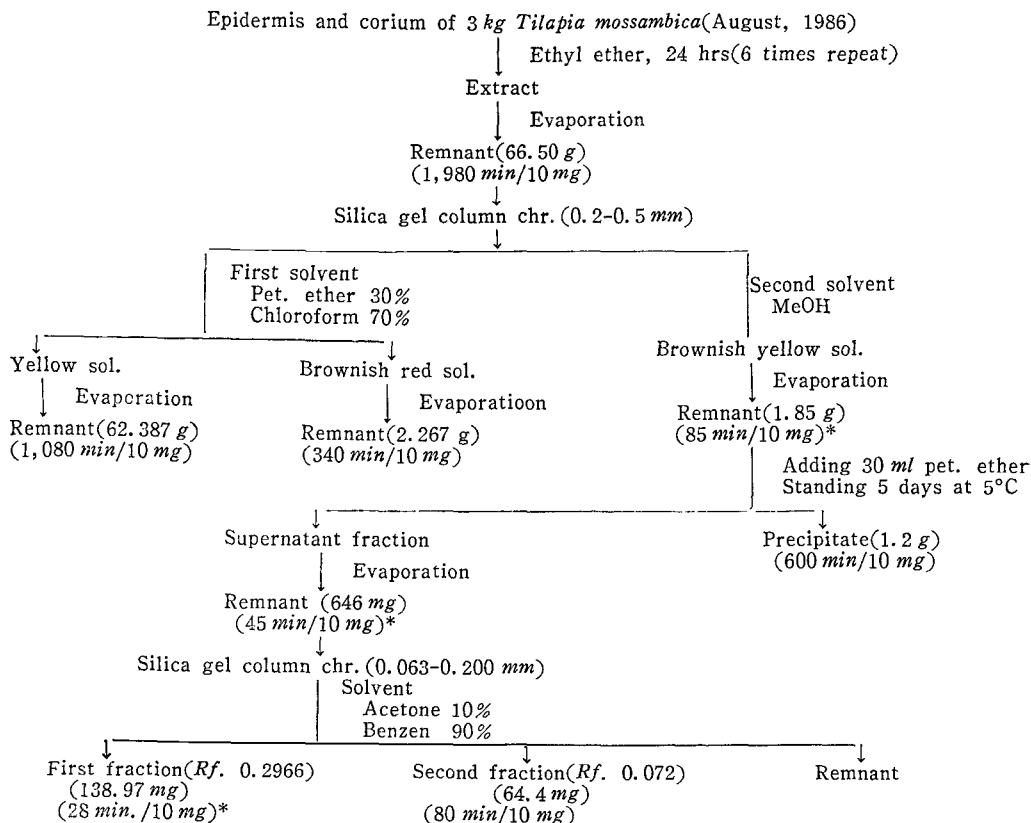 Epidermis and corium of 3 kg Tilapia mossambica(August, 1986)
Ethyl ether, 24 hrs(6 times repeat)
Extract
Evaporation
Remnant(66.50 g)
(1,980 min/10 mg)
Silica gel column chr.(0.2-0.5 mm)
First solvent
Pet. ether 30%
Chloroform 70%
Second solvent
MeOH
Yellow sol.
Evaporation
Remnant(62.387 g)
(1,080 min/10 mg)
Brownish red sol.
Evaporatioon
Remnant(2.267 g)
(340 min/10 mg)
Brownish yellow sol.
Evaporation
Remnant(1.85 g)
(85 min/10 mg)*
Adding 30 ml pet. ether
Standing 5 days at 5°C
Supernatant fraction
Evaporation
Remnant (646 mg)
(45 min/10 mg)*
Precipitate(1.2 g)
(600 min/10 mg)
Silica gel column chr.(0.063-0.200 mm)
Solvent
Acetone 10%
Benzen 90%
First fraction(Rf. 0.2966)
(138.97 mg)
(28 min./10 mg)*
Second fraction(Rf. 0.072)
(64.4 mg)
(80 min/10 mg)
Remnant